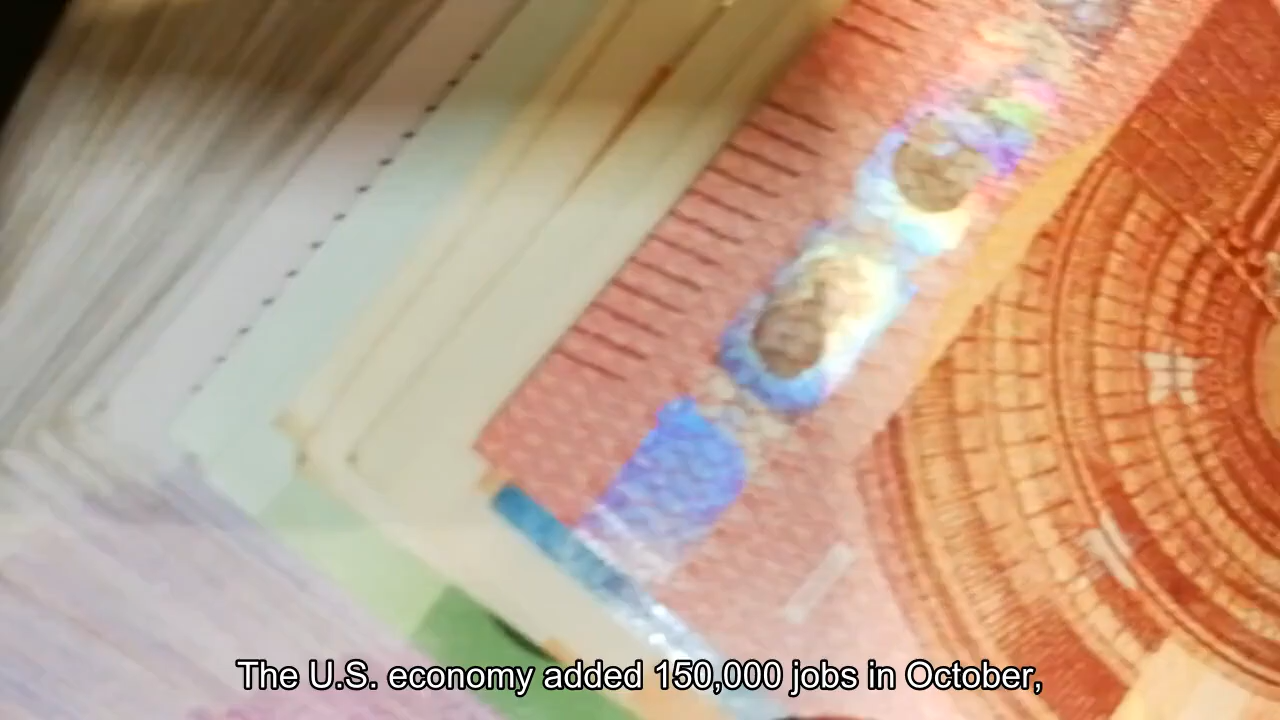 The U.S. economy added 150,000 jobs in October,